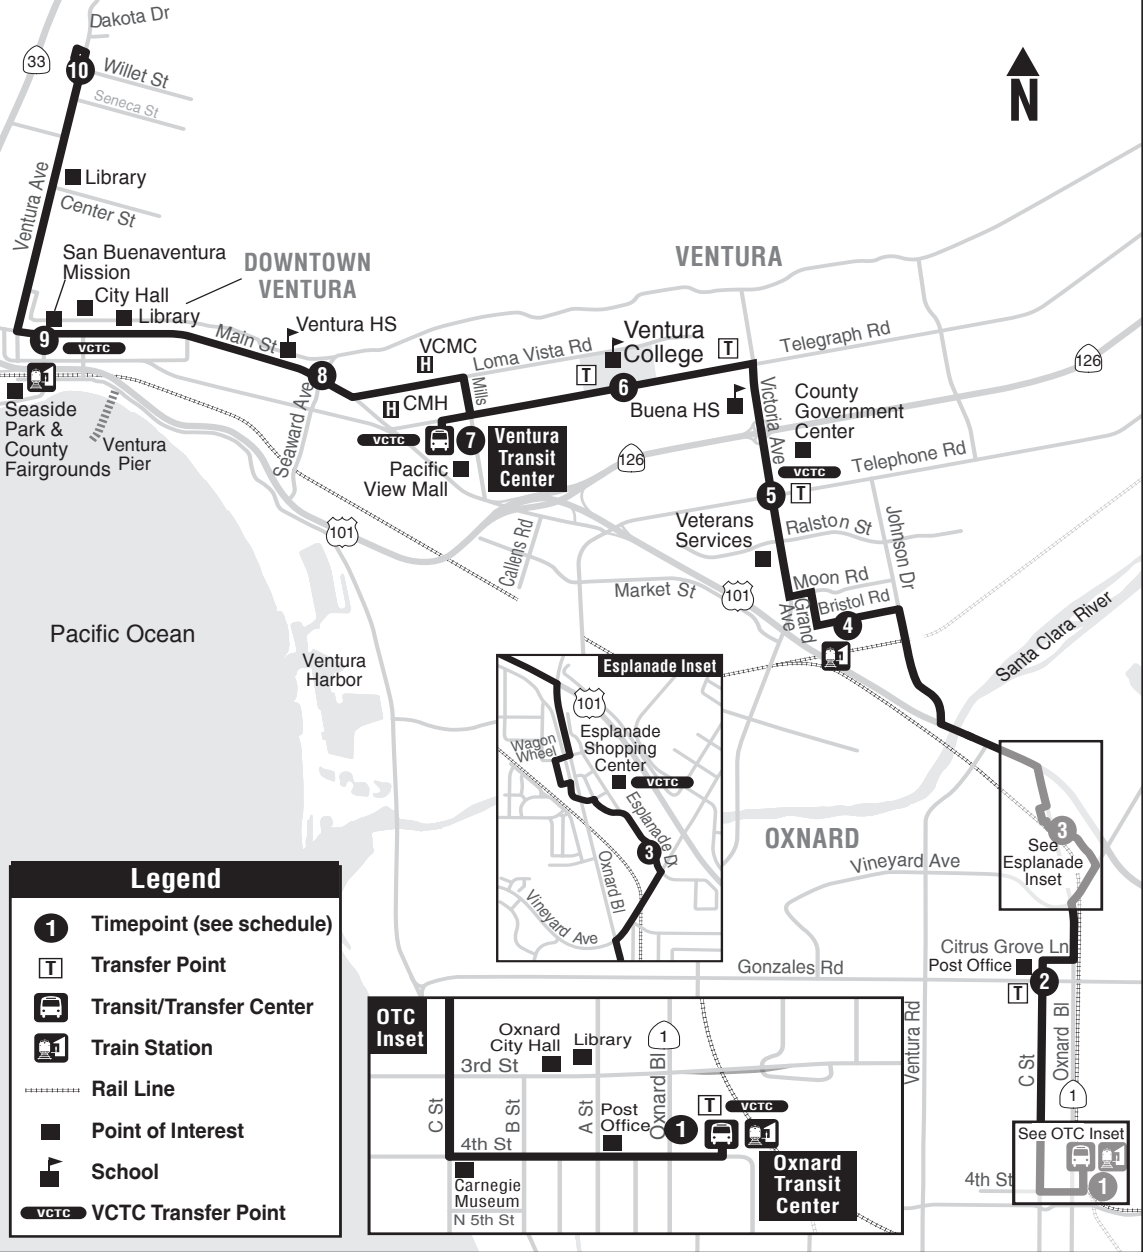 Dakota Dr
33
10
Willet St
Seneca St
N
Ventura Ave
Library
Center St
San Buenaventura
Mission
City Hall
Library
DOWNTOWN
VENTURA
VENTURA
9
VCTC
Main St
Ventura HS
8
VCMC
H
Loma Vista Rd
Ventura
College
T
T
Telegraph Rd
126
Mills
H CMH
6
Buena HS
Victoria Ave
County
Government
Center
VCTC
Telephone Rd
Seaside
Park &
County
Fairgrounds
Ventura
Pier
Seaward Ave
VCTC
7
Ventura
Transit
Center
Pacific
View Mall
126
5
T
Veterans
Services
Ralston St
Johnson Dr
101
Callens Rd
Market St
101
Moon Rd
Grand
Ave
Bristol Rd
4
Santa Clara River
Pacific Ocean
Ventura
Harbor
Esplanade Inset
101
Wagon
Wheel
Esplanade
Shopping
Center
VCTC
Esplanade Dr
3
Oxnard Bl
Vineyard Ave
OXNARD
Vineyard Ave
3
See
Esplanade
Inset
Citrus Grove Ln
Post Office
Gonzales Rd
2
T
Ventura Rd
C St
Oxnard Bl
1
See OTC Inset
4th St
1
Legend
1 Timepoint (see schedule)
T Transfer Point
Transit/Transfer Center
Train Station
Rail Line
Point of Interest
School
VCTC VCTC Transfer Point
OTC
Inset
Oxnard
City Hall
Library
1
3rd St
C St
B St
A St
Oxnard Bl
Post
Office
1
T
VCTC
4th St
Carnegie
Museum
N 5th St
Oxnard
Transit
Center